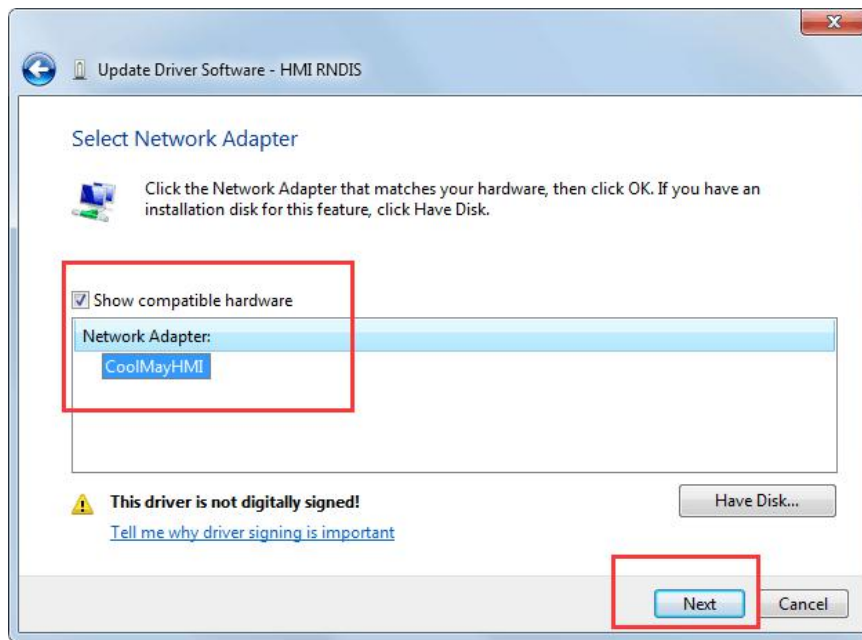 Update Driver Software - HMI RNDIS
Select Network Adapter
Click the Network Adapter that matches your hardware, then click OK. If you have an
installation disk for this feature, click Have Disk.
Show compatible hardware
Network Adapter:
CoolMayHMI
This driver is not digitally signed!
Have Disk...
Tell me why driver signing is important
Next
Cancel